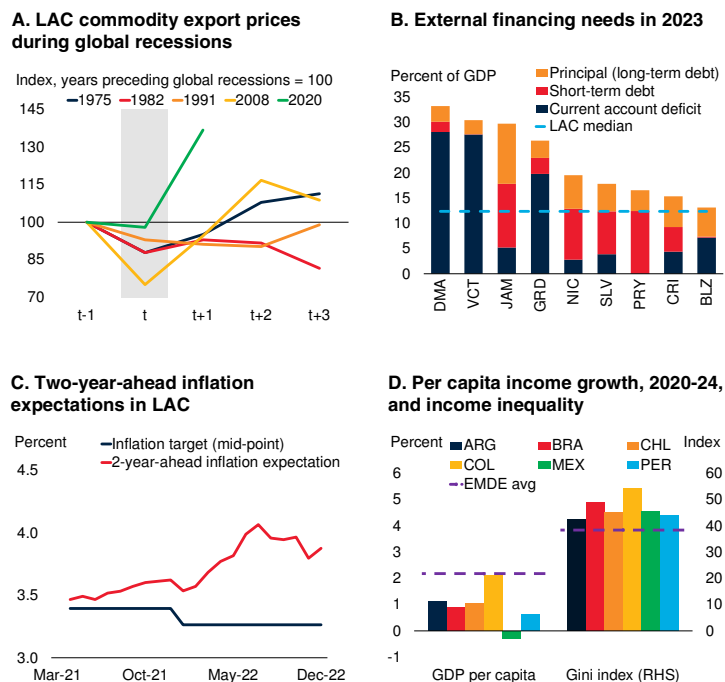 A. LAC commodity export prices
during global recessions
Index, years preceding global recessions = 100
1975 1982 1991 2008 2020
145
130
115
100
85
70
t-1 t t+1 t+2 t+3
B. External financing needs in 2023
Percent of GDP
Principal (long-term debt)
Short-term debt
Current account deficit
LAC median
35
30
25
20
15
10
5
0
DMA VCT JAM GRD NIC SLV PRY CRI BLZ
C. Two-year-ahead inflation
expectations in LAC
Percent
Inflation target (mid-point)
2-year-ahead inflation expectation
4.5
4.0
3.5
3.0
Mar-21 Oct-21 May-22 Dec-22
D. Per capita income growth, 2020-24,
and income inequality
Percent Index
ARG BRA CHL
COL MEX PER
EMDE avg
6 60
5 50
4 40
3 30
2 20
1 10
0 0
-1
GDP per capita Gini index (RHS)